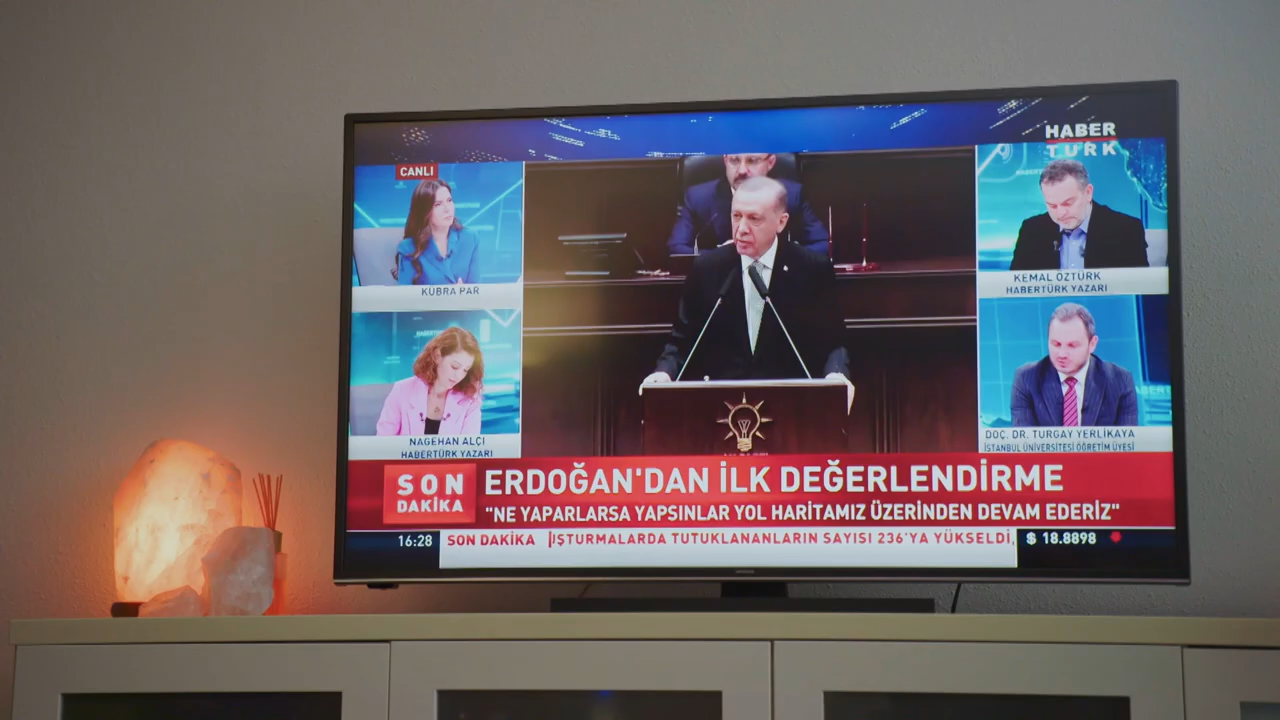 HABER
TÜRK
CANLI
KÜBRA PAR
KEMAL ÖZTÜRK
HABERTÜRK YAZARI
NAGEHAN ALÇI
HABERTÜRK YAZARI
DOÇ. DR. TURGAY YERLİKAYA
İSTANBUL ÜNİVERSİTESİ ÖĞRETİM ÜYESİ
SON
DAKİKA
ERDOĞAN'DAN İLK DEĞERLENDİRME
"NE YAPARLARSA YAPSINLAR YOL HARİTAMIZ ÜZERİNDEN DEVAM EDERİZ"
16:28
SON DAKİKA
UŞTURMALARDA TUTUKLANANLARIN SAYISI 236'YA YÜKSELDİ,
$ 18.8898